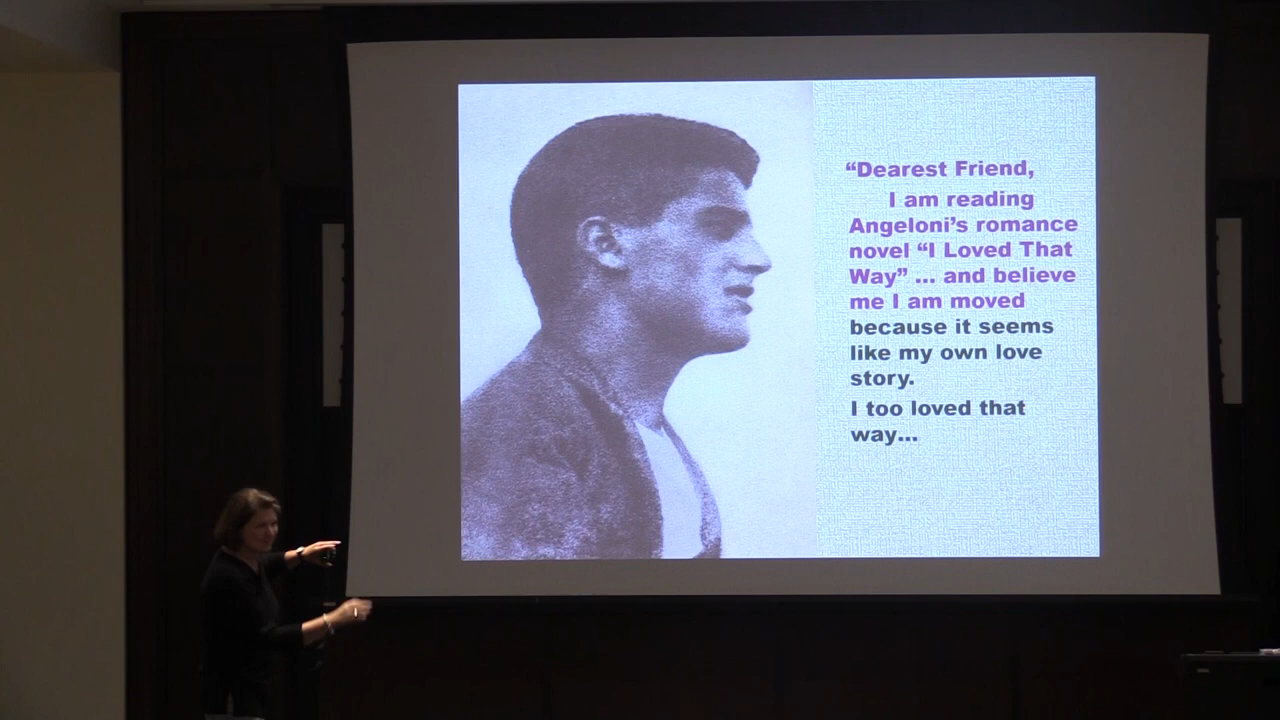 “Dearest Friend,
I am reading
Angeloni’s romance
novel “I Loved That
Way” ... and believe
me I am moved
because it seems
like my own love
story.
I too loved that
way...